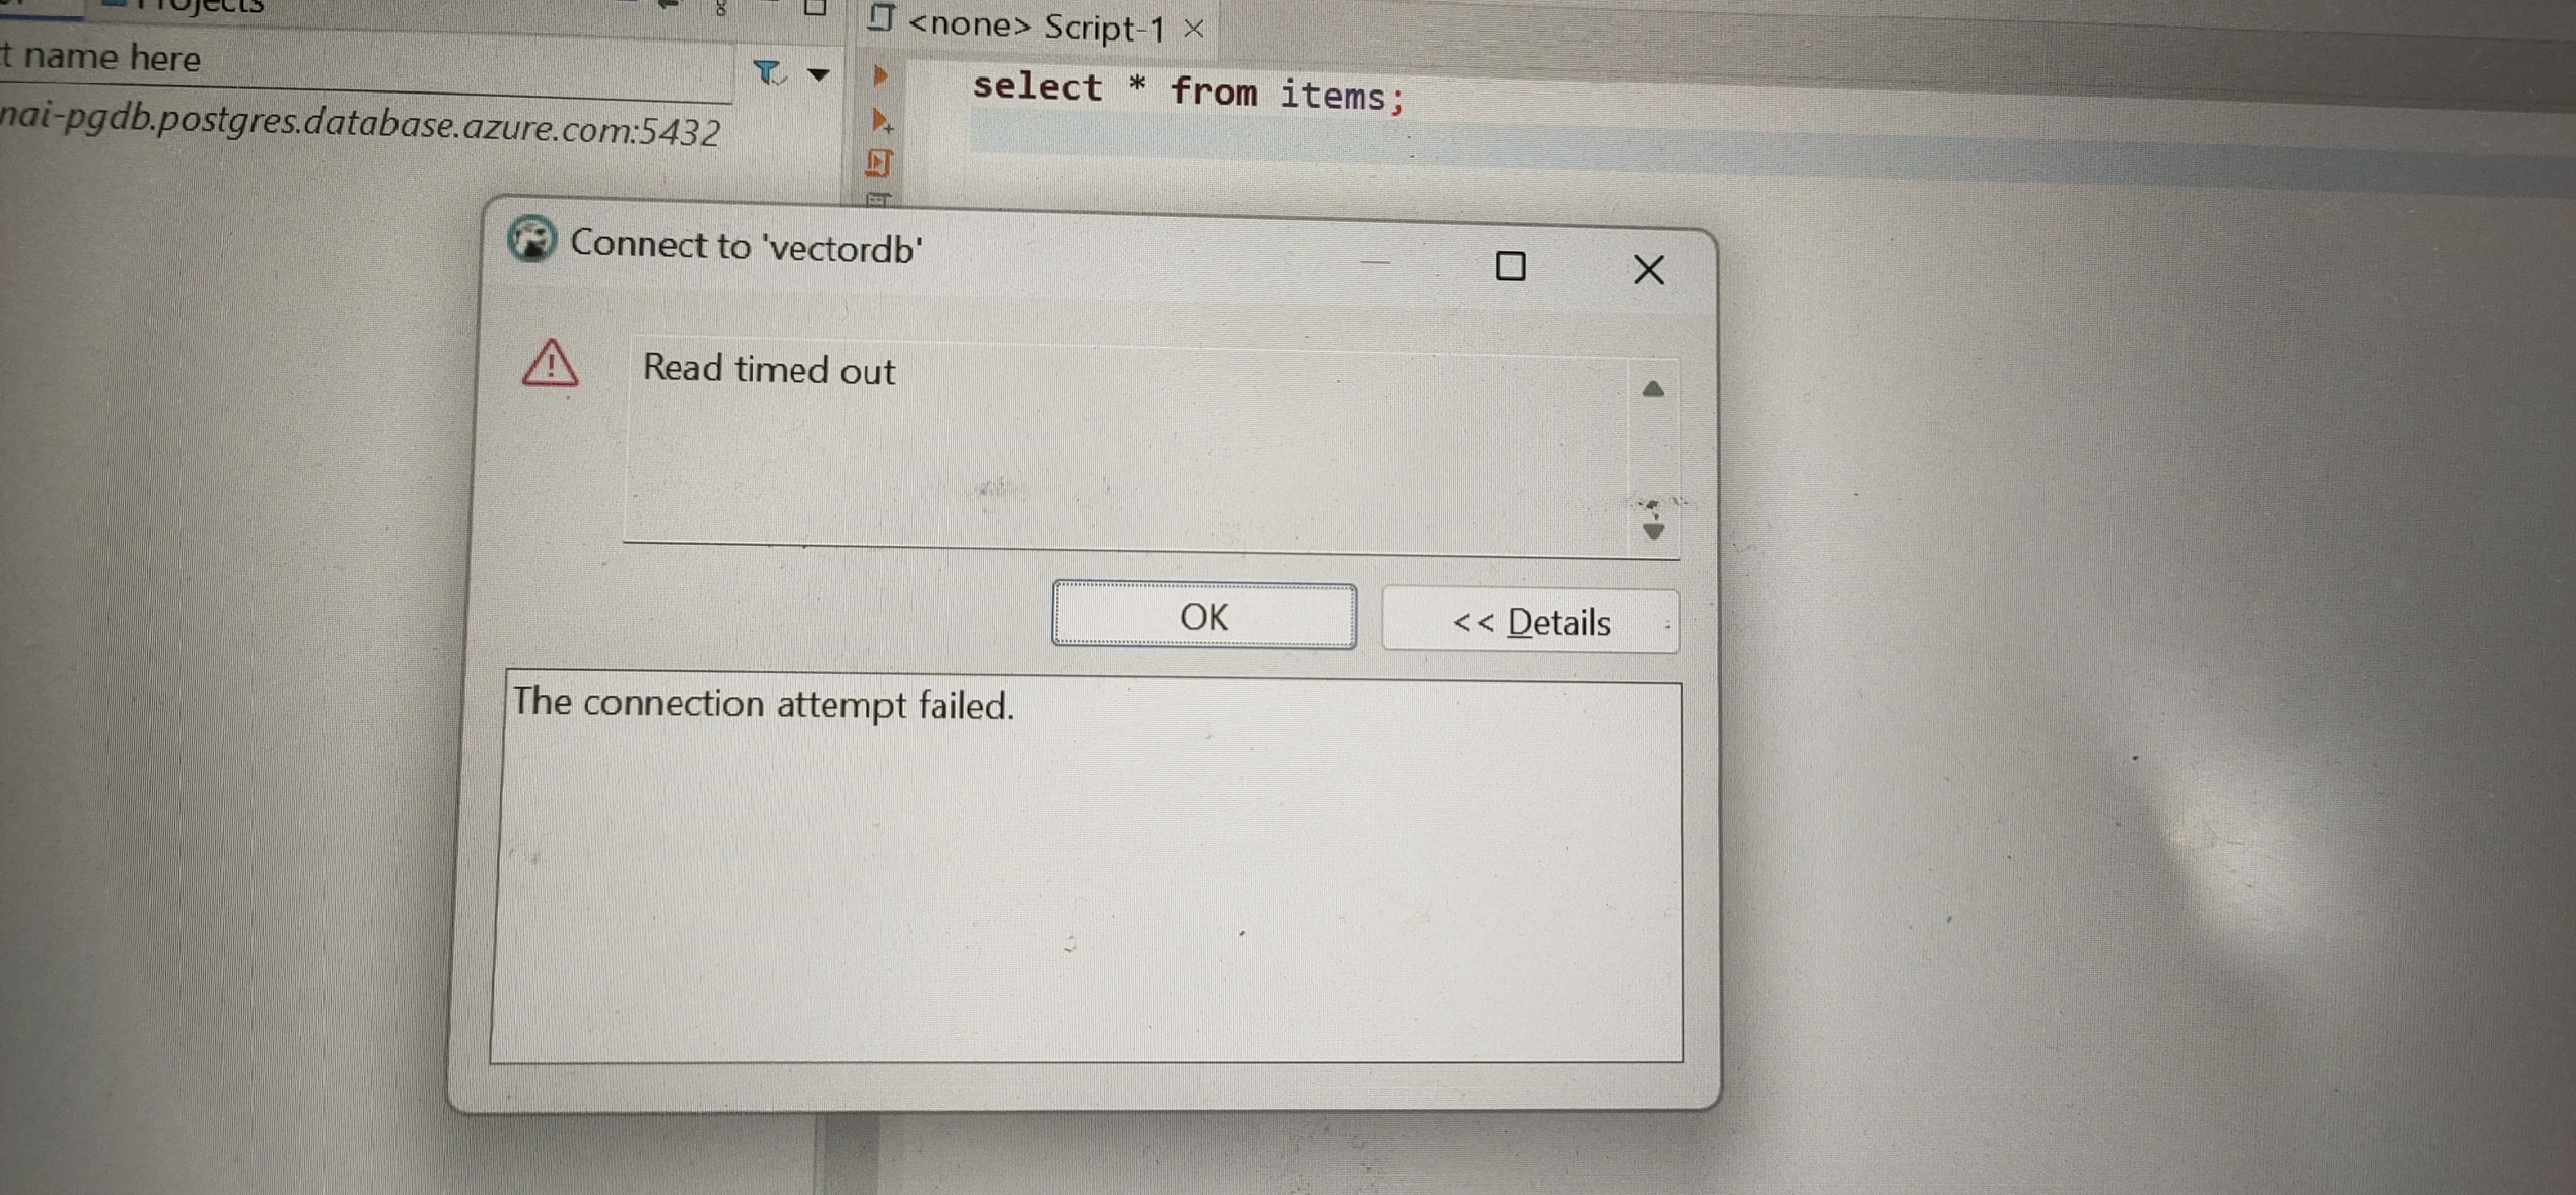 Projects
<none> Script-1
t name here
nai-pgdb.postgres.database.azure.com:5432
select * from items;
Connect to 'vectordb'
Read timed out
OK
<< Details
The connection attempt failed.